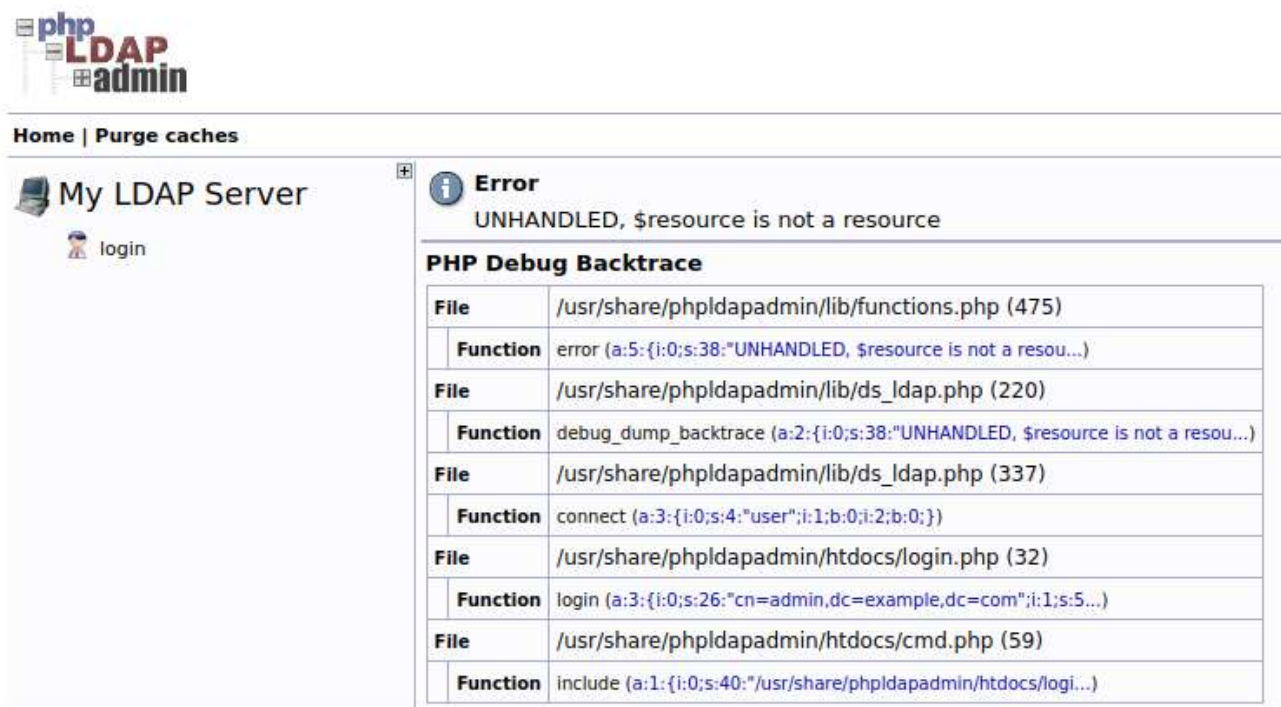 php
LDAP
admin
Home | Purge caches
My LDAP Server
login
Error
UNHANDLED, $resource is not a resource
PHP Debug Backtrace
File /usr/share/phpldapadmin/lib/functions.php (475)
Function error (a:5:{i:0;s:38:"UNHANDLED, $resource is not a resou...)
File /usr/share/phpldapadmin/lib/ds_ldap.php (220)
Function debug_dump_backtrace (a:2:{i:0;s:38:"UNHANDLED, $resource is not a resou...)
File /usr/share/phpldapadmin/lib/ds_ldap.php (337)
Function connect (a:3:{i:0;s:4:"user";i:1;b:0;i:2;b:0;})
File /usr/share/phpldapadmin/htdocs/login.php (32)
Function login (a:3:{i:0;s:26:"cn=admin,dc=example,dc=com";i:1;s:5...)
File /usr/share/phpldapadmin/htdocs/cmd.php (59)
Function include (a:1:{i:0;s:40:"/usr/share/phpldapadmin/htdocs/logi...)